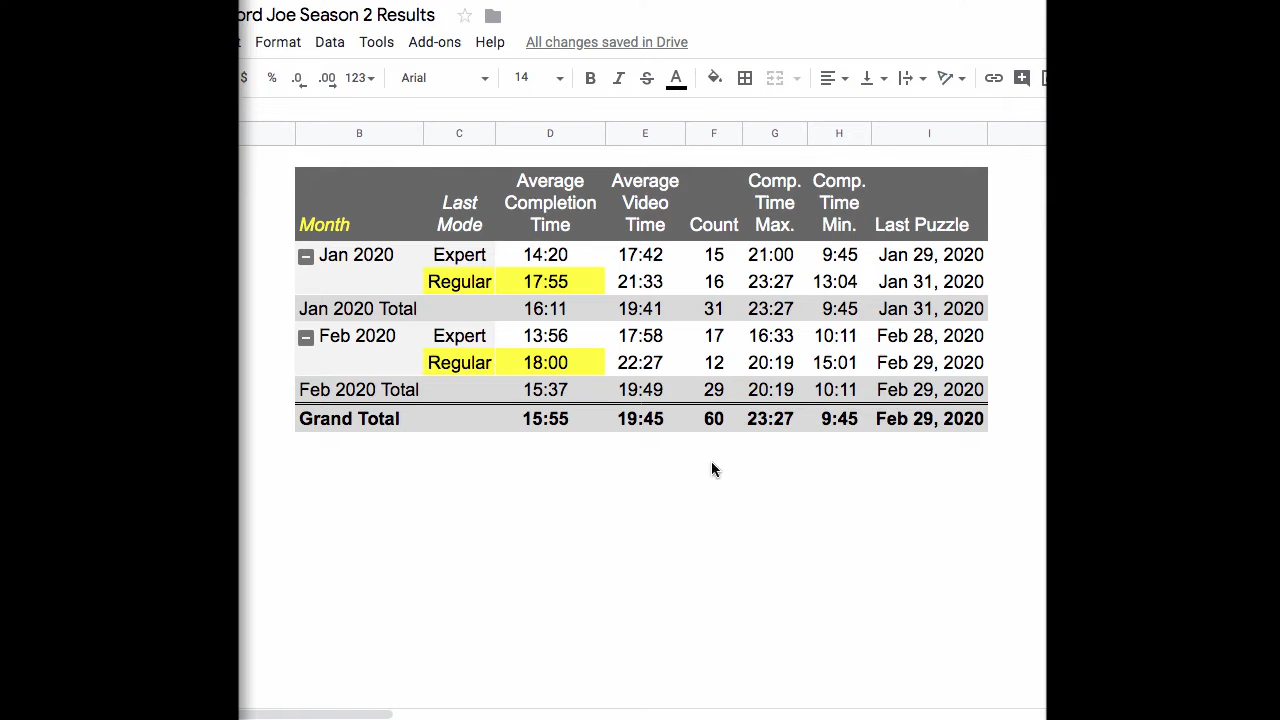 ord Joe Season 2 Results
Format Data Tools Add-ons Help All changes saved in Drive
$ % .0 .00 123 Arial 14 B I S A
B C D E F G H I
Month Last Mode Average Completion Time Average Video Time Count Comp. Time Max. Comp. Time Min. Last Puzzle
Jan 2020 Expert 14:20 17:42 15 21:00 9:45 Jan 29, 2020
Regular 17:55 21:33 16 23:27 13:04 Jan 31, 2020
Jan 2020 Total 16:11 19:41 31 23:27 9:45 Jan 31, 2020
Feb 2020 Expert 13:56 17:58 17 16:33 10:11 Feb 28, 2020
Regular 18:00 22:27 12 20:19 15:01 Feb 29, 2020
Feb 2020 Total 15:37 19:49 29 20:19 10:11 Feb 29, 2020
Grand Total 15:55 19:45 60 23:27 9:45 Feb 29, 2020